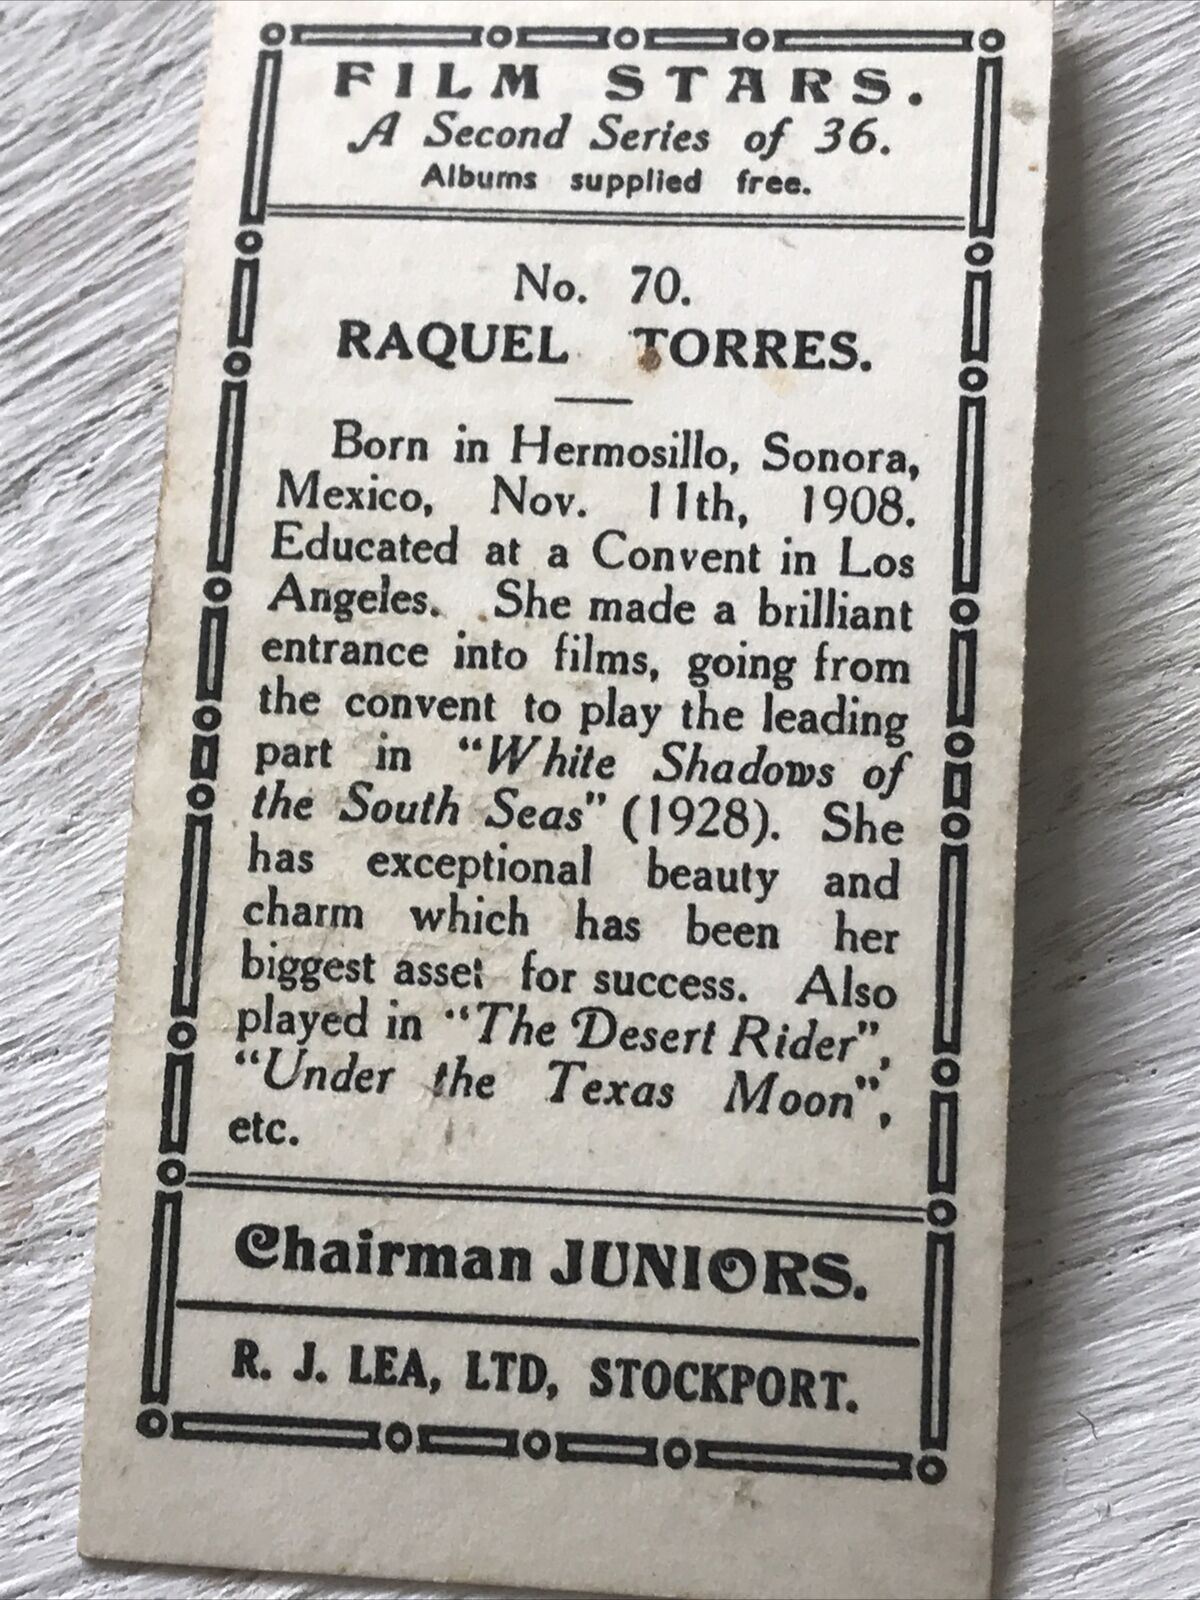 FILM STARS.
A Second Series of 36.
Albums supplied free.
No. 70.
RAQUEL TORRES.
Born in Hermosillo, Sonora,
Mexico, Nov. 11th, 1908.
Educated at a Convent in Los
Angeles. She made a brilliant
entrance into films, going from
the convent to play the leading
part in "White Shadows of
the South Seas" (1928). She
has exceptional beauty and
charm which has been her
biggest asset for success. Also
played in "The Desert Rider",
"Under the Texas Moon",
etc.
Chairman JUNIORS.
R. J. LEA, LTD, STOCKPORT.